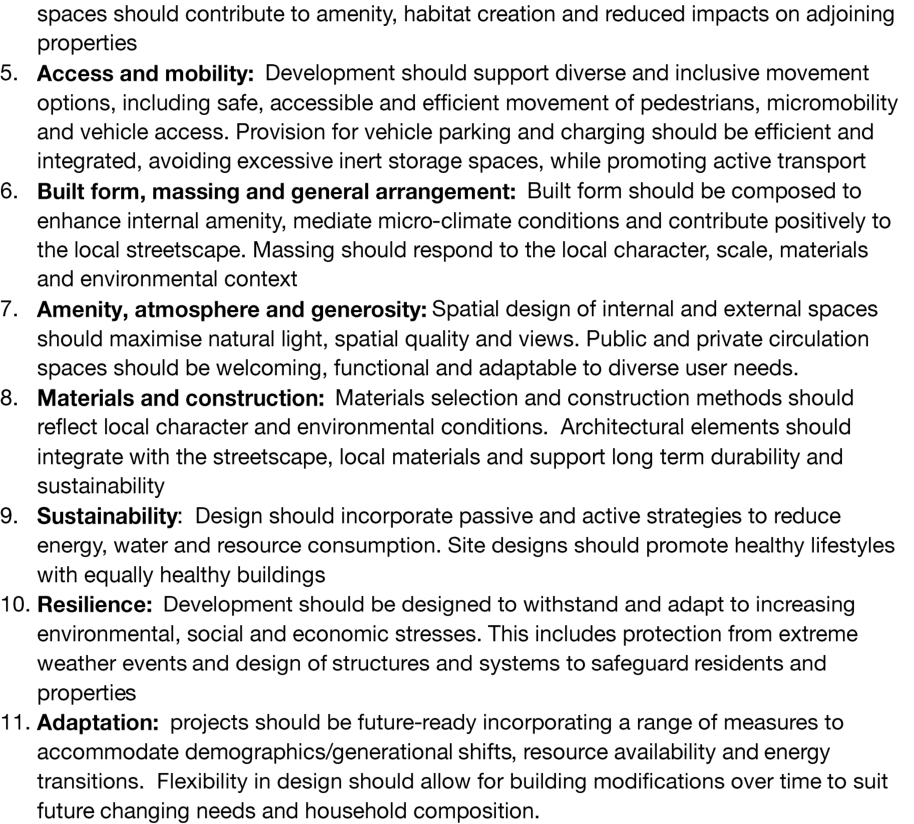 spaces should contribute to amenity, habitat creation and reduced impacts on adjoining
properties
5. Access and mobility: Development should support diverse and inclusive movement
options, including safe, accessible and efficient movement of pedestrians, micromobility
and vehicle access. Provision for vehicle parking and charging should be efficient and
integrated, avoiding excessive inert storage spaces, while promoting active transport
6. Built form, massing and general arrangement: Built form should be composed to
enhance internal amenity, mediate micro-climate conditions and contribute positively to
the local streetscape. Massing should respond to the local character, scale, materials
and environmental context
7. Amenity, atmosphere and generosity: Spatial design of internal and external spaces
should maximise natural light, spatial quality and views. Public and private circulation
spaces should be welcoming, functional and adaptable to diverse user needs.
8. Materials and construction: Materials selection and construction methods should
reflect local character and environmental conditions. Architectural elements should
integrate with the streetscape, local materials and support long term durability and
sustainability
9. Sustainability: Design should incorporate passive and active strategies to reduce
energy, water and resource consumption. Site designs should promote healthy lifestyles
with equally healthy buildings
10. Resilience: Development should be designed to withstand and adapt to increasing
environmental, social and economic stresses. This includes protection from extreme
weather events and design of structures and systems to safeguard residents and
properties
11. Adaptation: projects should be future-ready incorporating a range of measures to
accommodate demographics/generational shifts, resource availability and energy
transitions. Flexibility in design should allow for building modifications over time to suit
future changing needs and household composition.